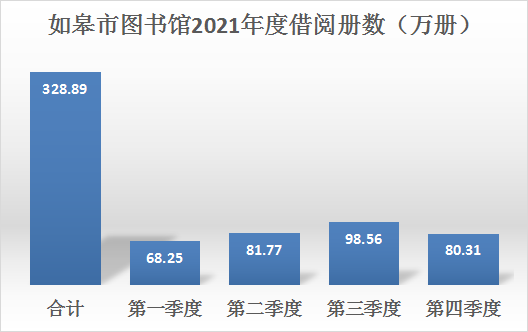 如皋市图书馆2021年度借阅册数（万册）
328.89
68.25
81.77
98.56
80.31
合计 第一季度 第二季度 第三季度 第四季度